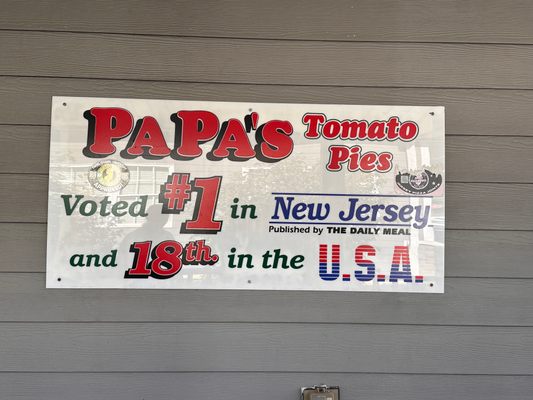 PAPA'S Tomato Pies
Voted #1 in New Jersey
Published by THE DAILY MEAL
and 18th. in the U.S.A.